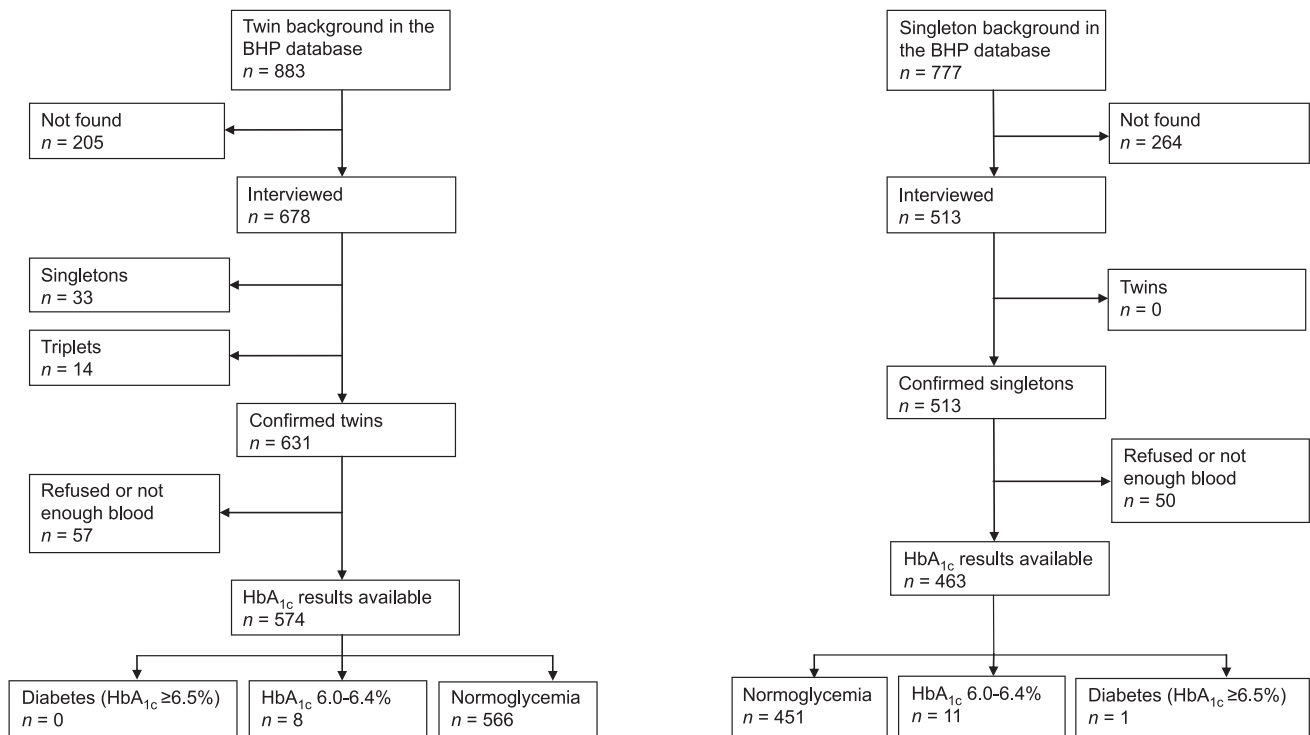 Twin background in the
BHP database
n = 883
Not found
n = 205
Interviewed
n = 678
Singletons
n = 33
Triplets
n = 14
Confirmed twins
n = 631
Refused or not
enough blood
n = 57
HbA1c results available
n = 574
Diabetes (HbA1c ≥6.5%)
n = 0
HbA1c 6.0-6.4%
n = 8
Normoglycemia
n = 566
Singleton background in
the BHP database
n = 777
Not found
n = 264
Interviewed
n = 513
Twins
n = 0
Confirmed singletons
n = 513
Refused or not
enough blood
n = 50
HbA1c results available
n = 463
Normoglycemia
n = 451
HbA1c 6.0-6.4%
n = 11
Diabetes (HbA1c ≥6.5%)
n = 1